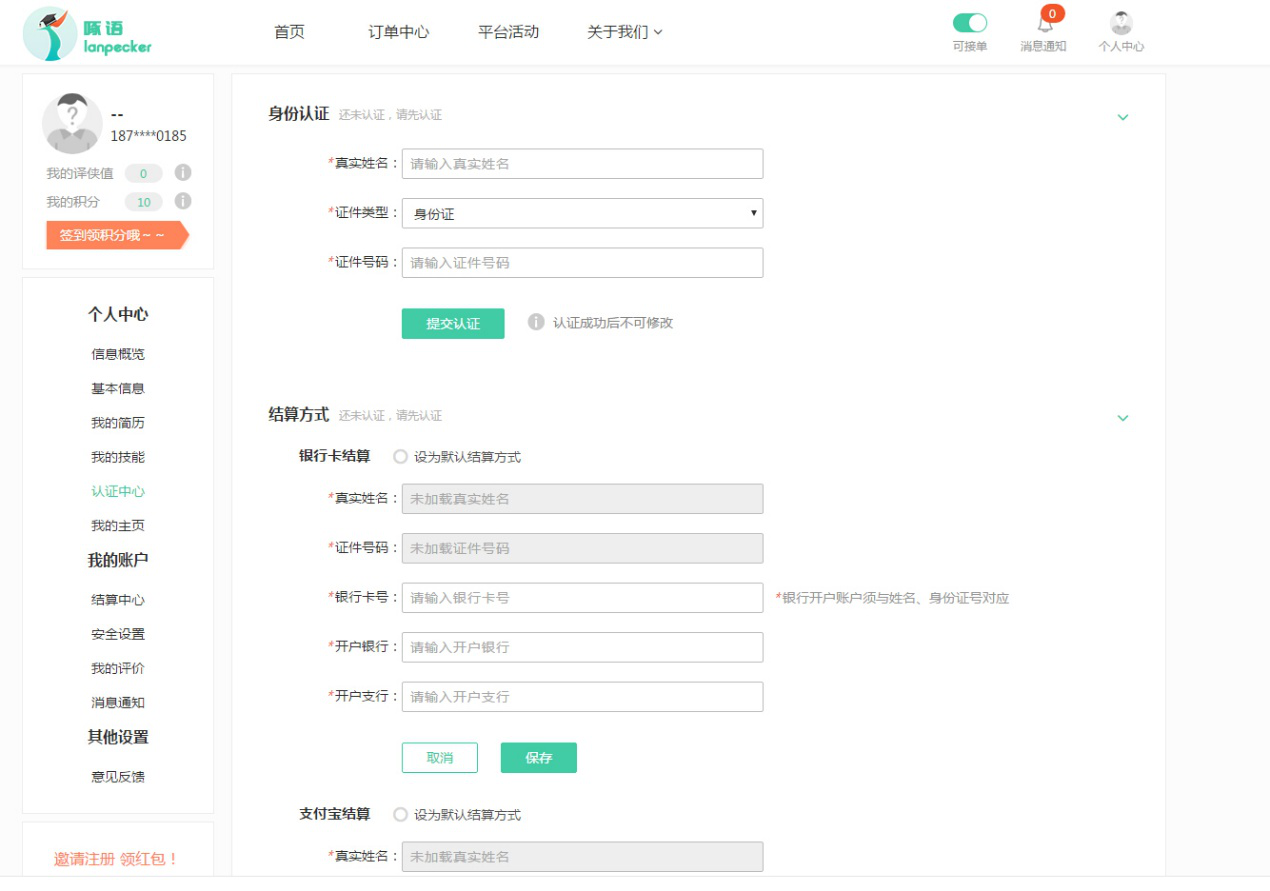 啄语
lanpecker
首页
订单中心
平台活动
关于我们
可接单
0
消息通知
个人中心
--
187****0185
我的译侠值 0
我的积分 10
签到领积分哦~ ~
个人中心
信息概览
基本信息
我的简历
我的技能
认证中心
我的主页
我的账户
结算中心
安全设置
我的评价
消息通知
其他设置
意见反馈
邀请注册 领红包！
身份认证 还未认证，请先认证
*真实姓名： 请输入真实姓名
*证件类型： 身份证
*证件号码： 请输入证件号码
提交认证 认证成功后不可修改
结算方式 还未认证，请先认证
银行卡结算 设为默认结算方式
*真实姓名： 未加载真实姓名
*证件号码： 未加载证件号码
*银行卡号： 请输入银行卡号 *银行开户账户须与姓名、身份证号对应
*开户银行： 请输入开户银行
*开户支行： 请输入开户支行
取消 保存
支付宝结算 设为默认结算方式
*真实姓名： 未加载真实姓名